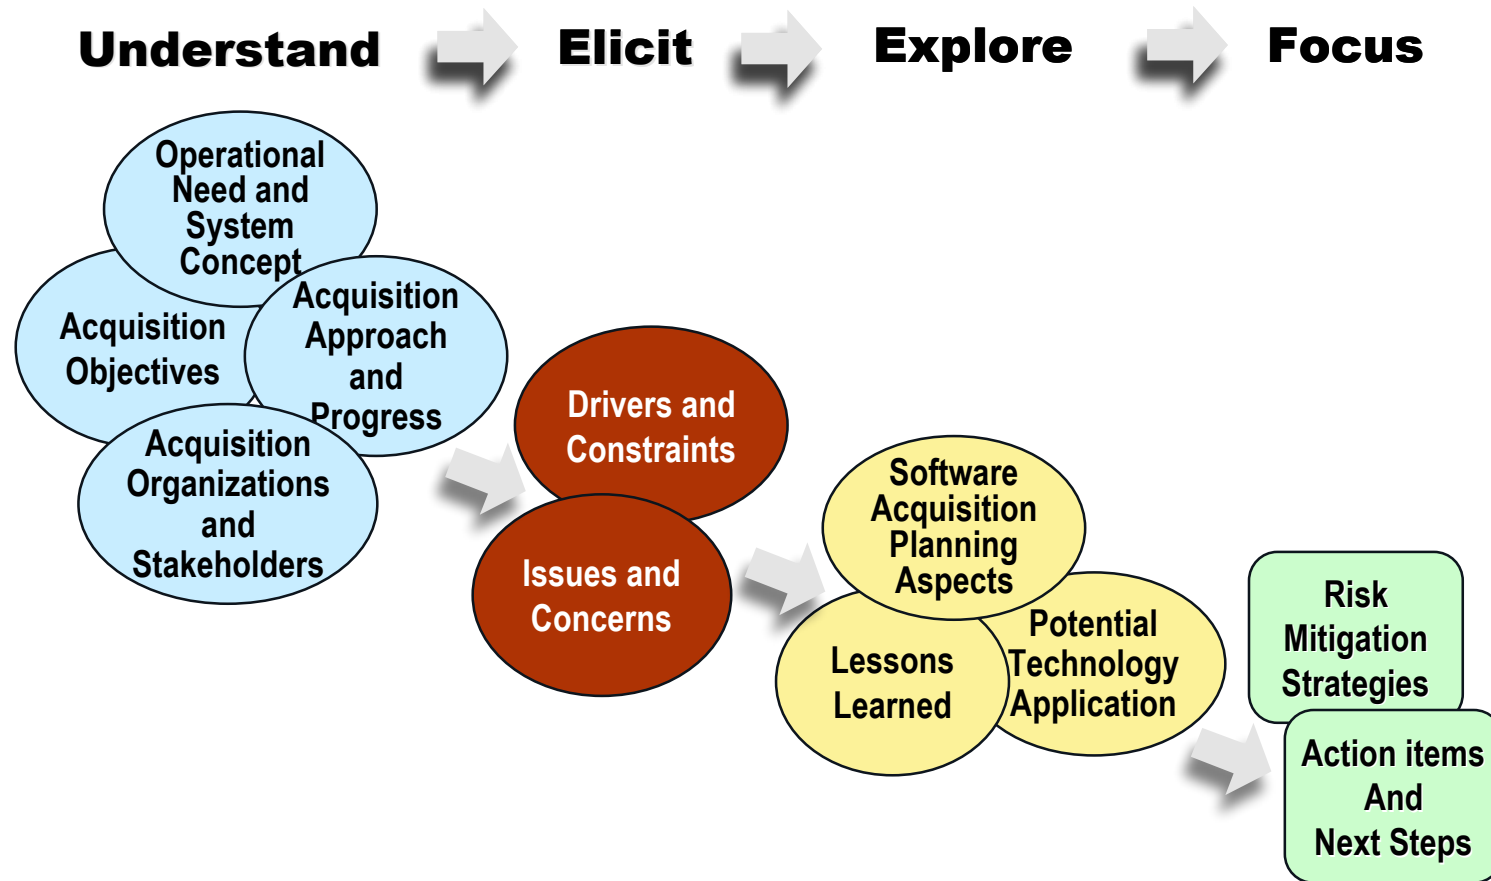 Understand
Elicit
Explore
Focus
Operational
Need and
System
Concept
Acquisition
Objectives
Acquisition
Approach
and
Progress
Acquisition
Organizations
and
Stakeholders
Drivers and
Constraints
Issues and
Concerns
Software
Acquisition
Planning
Aspects
Lessons
Learned
Potential
Technology
Application
Risk
Mitigation
Strategies
Action items
And
Next Steps